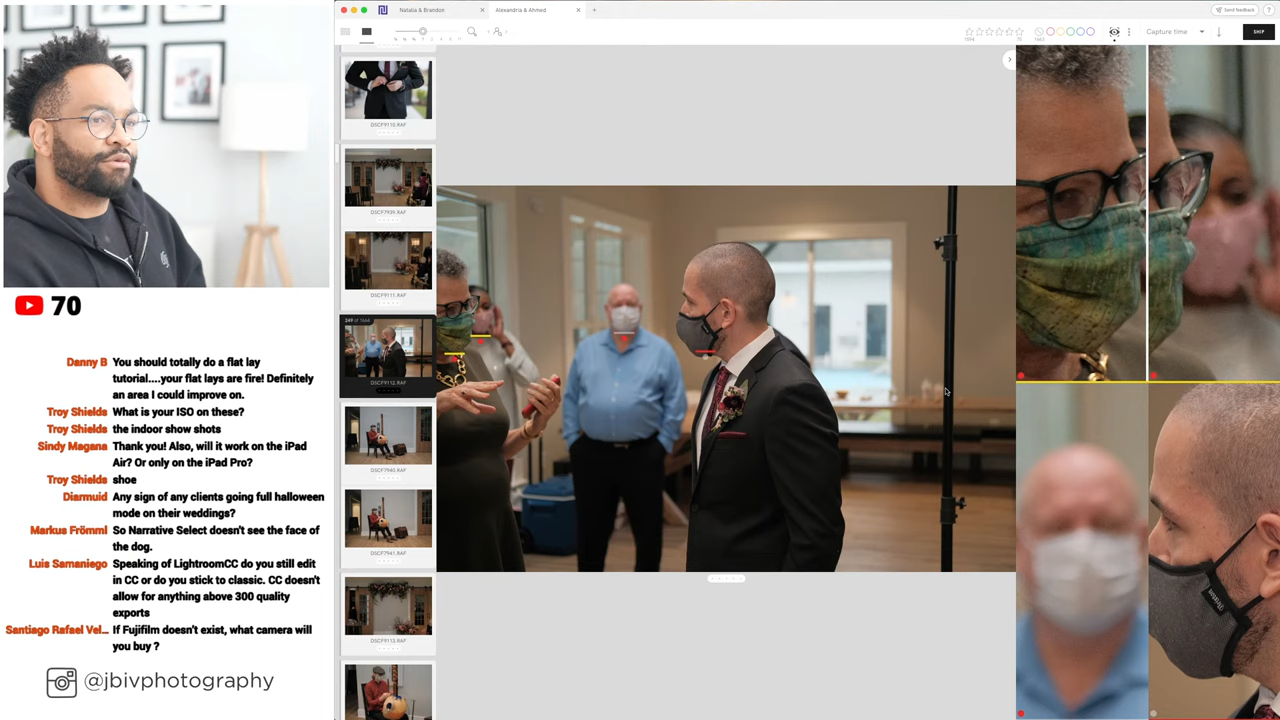 Natalia & Brandon
Alexandria & Ahmed
Send feedback
Capture time
SHIP
DSCF9110.RAF
DSCF7939.RAF
DSCF9111.RAF
249 of 1664
DSCF9112.RAF
DSCF7940.RAF
DSCF7941.RAF
DSCF9113.RAF
70
Danny B You should totally do a flat lay
tutorial....your flat lays are fire! Definitely
an area I could improve on.
Troy Shields What is your ISO on these?
Troy Shields the indoor show shots
Sindy Magana Thank you! Also, will it work on the iPad
Air? Or only on the iPad Pro?
Troy Shields shoe
Diarmuid Any sign of any clients going full halloween
mode on their weddings?
Markus Frömml So Narrative Select doesn't see the face of
the dog.
Luis Samaniego Speaking of LightroomCC do you still edit
in CC or do you stick to classic. CC doesn't
allow for anything above 300 quality
exports
Santiago Rafael Vel... If Fujifilm doesn't exist, what camera will
you buy ?
@jbivphotography